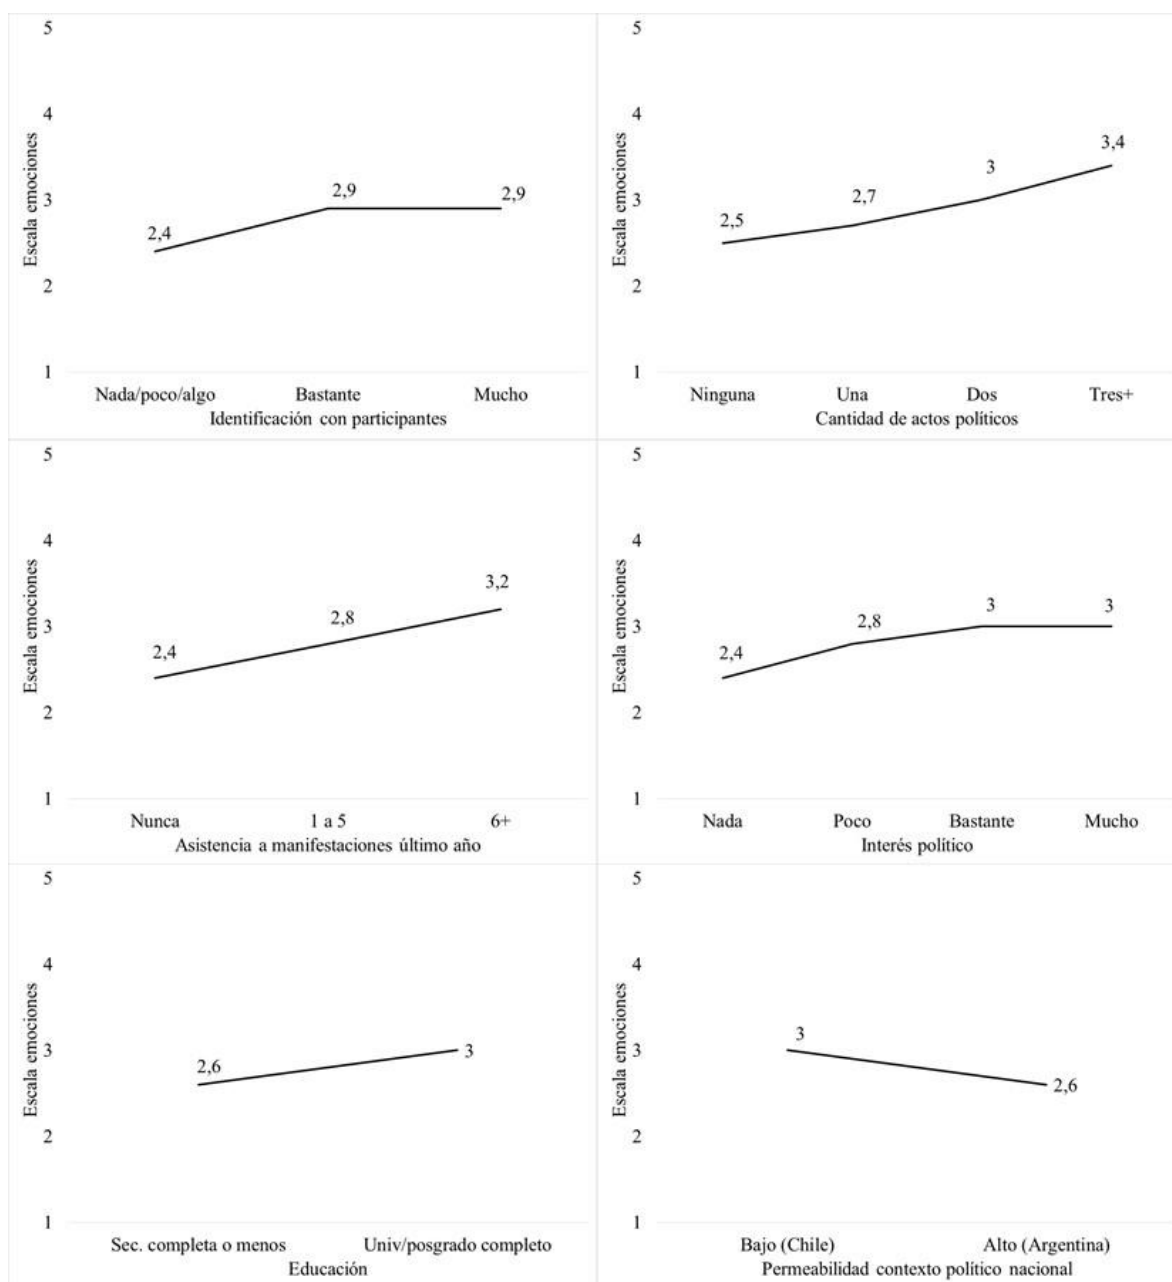 5
4
3
2
1
Escala emociones
2,4
2,9
2,9
Nada/poco/algo Bastante Mucho
Identificación con participantes
5
4
3
2
1
Escala emociones
2,5
2,7
3
3,4
Ninguna Una Dos Tres+
Cantidad de actos políticos
5
4
3
2
1
Escala emociones
2,4
2,8
3,2
Nunca 1 a 5 6+
Asistencia a manifestaciones último año
5
4
3
2
1
Escala emociones
2,4
2,8
3
3
Nada Poco Bastante Mucho
Interés político
5
4
3
2
1
Escala emociones
2,6
3
Sec. completa o menos Univ/posgrado completo
Educación
5
4
3
2
1
Escala emociones
3
2,6
Bajo (Chile) Alto (Argentina)
Permeabilidad contexto político nacional